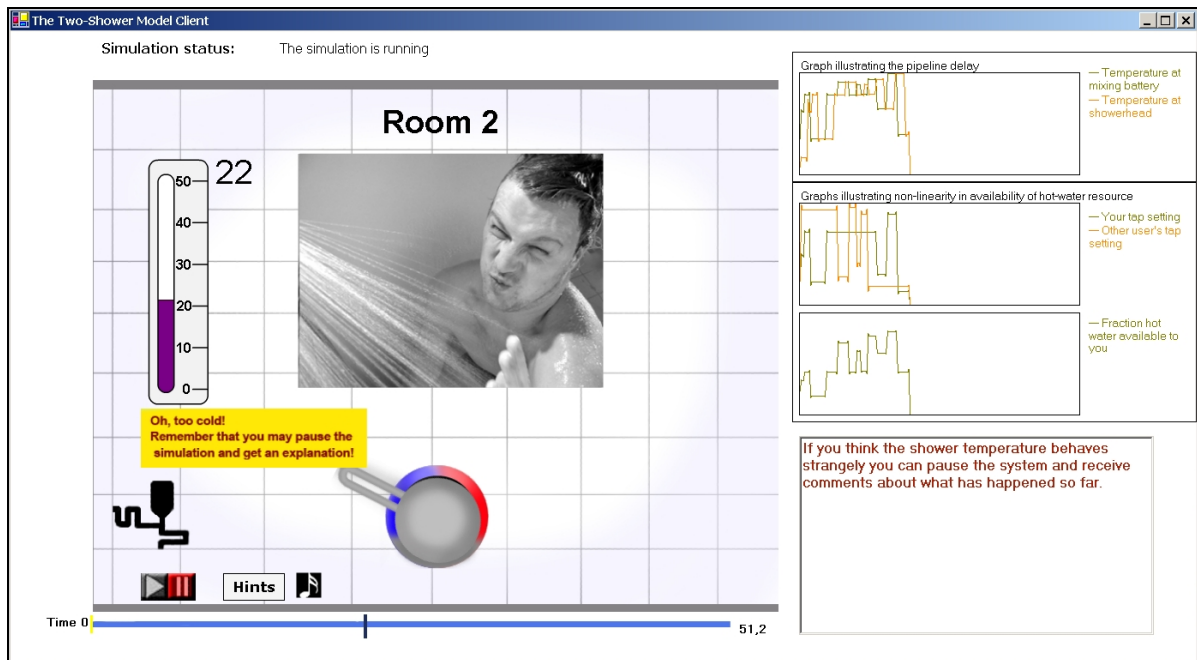 The Two-Shower Model Client
Simulation status: The simulation is running
Room 2
22
50
40
30
20
10
0
Oh, too cold!
Remember that you may pause the
simulation and get an explanation!
Hints
Time 0
51,2
Graph illustrating the pipeline delay
— Temperature at
mixing battery
— Temperature at
showerhead
Graphs illustrating non-linearity in availability of hot-water resource
— Your tap setting
— Other user's tap
setting
— Fraction hot
water available to
you
If you think the shower temperature behaves
strangely you can pause the system and receive
comments about what has happened so far.